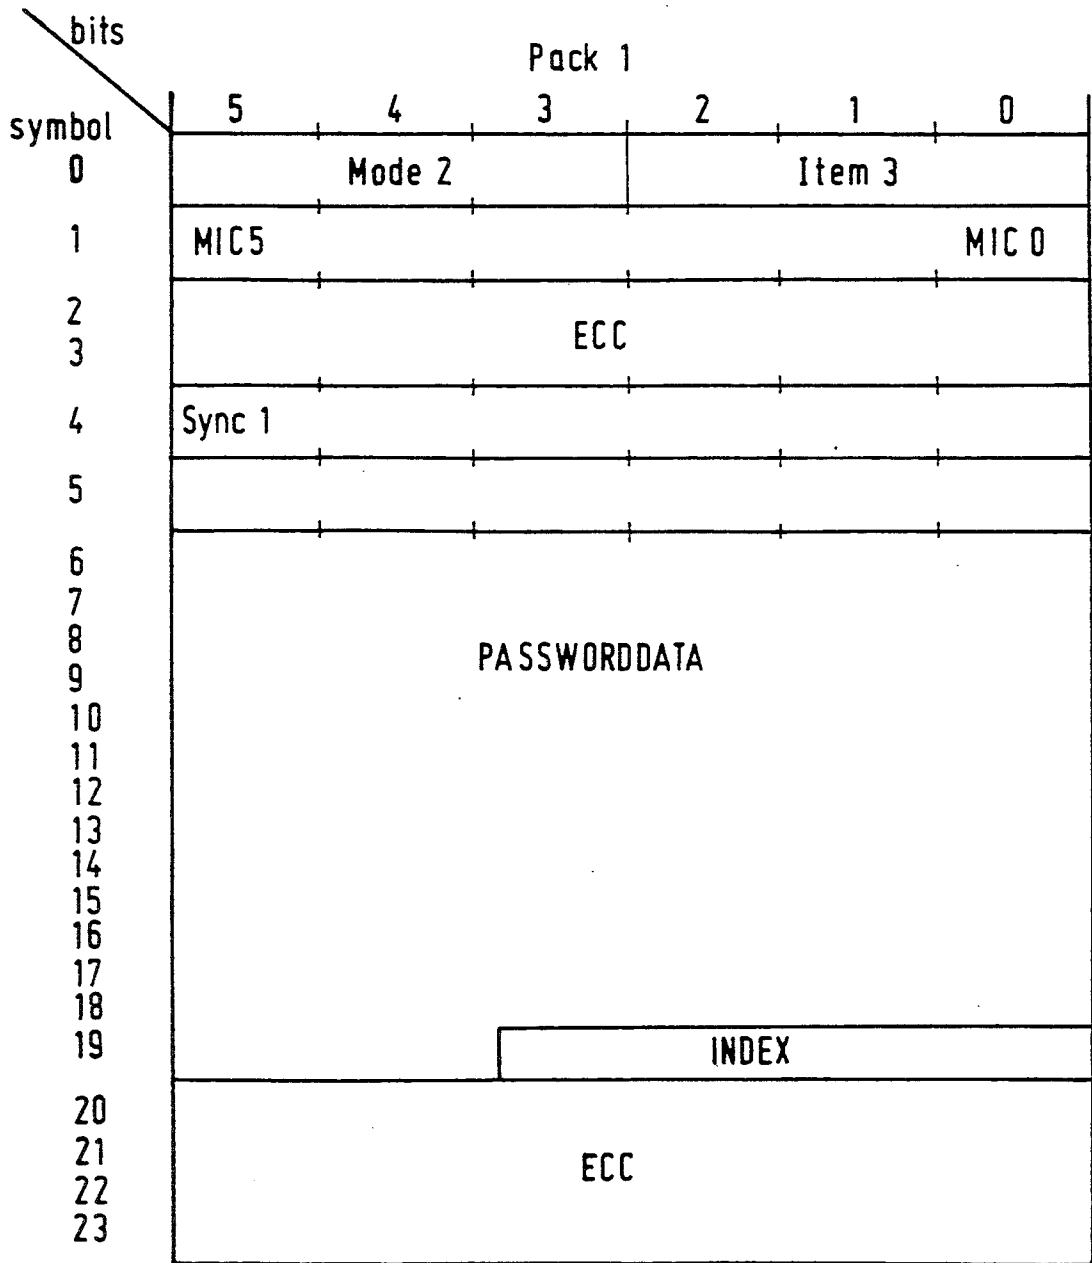 bits
Pack 1
symbol 5 4 3 2 1 0
0 Mode 2 Item 3
1 MIC5 MIC 0
2
3 ECC
4 Sync 1
5
6
7
8
9 PASSWORDDATA
10
11
12
13
14
15
16
17
18
19 INDEX
20
21
22 ECC
23